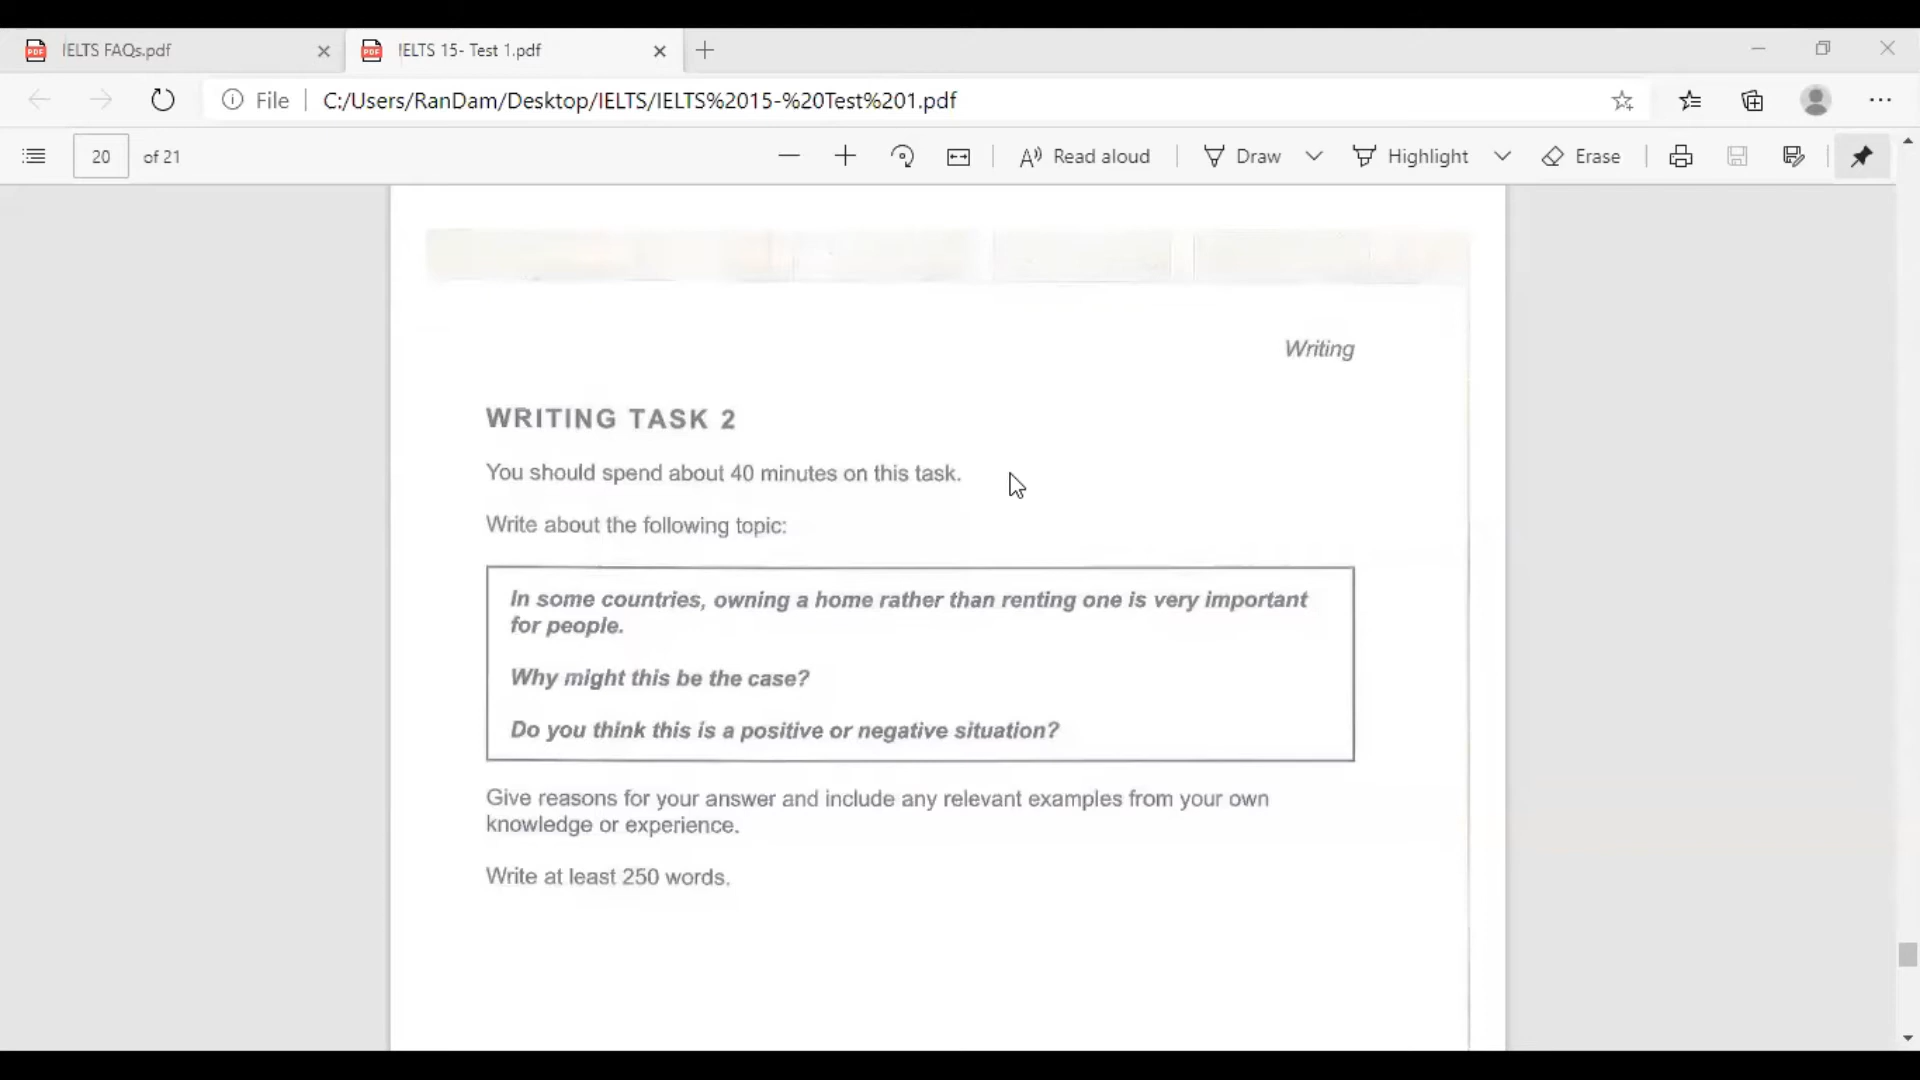 IELTS FAQs.pdf
IELTS 15- Test 1.pdf
File
C:/Users/RanDam/Desktop/IELTS/IELTS%2015-%20Test%201.pdf
20 of 21
Read aloud
Draw
Highlight
Erase
Writing
WRITING TASK 2
You should spend about 40 minutes on this task.
Write about the following topic:
In some countries, owning a home rather than renting one is very important
for people.
Why might this be the case?
Do you think this is a positive or negative situation?
Give reasons for your answer and include any relevant examples from your own
knowledge or experience.
Write at least 250 words.